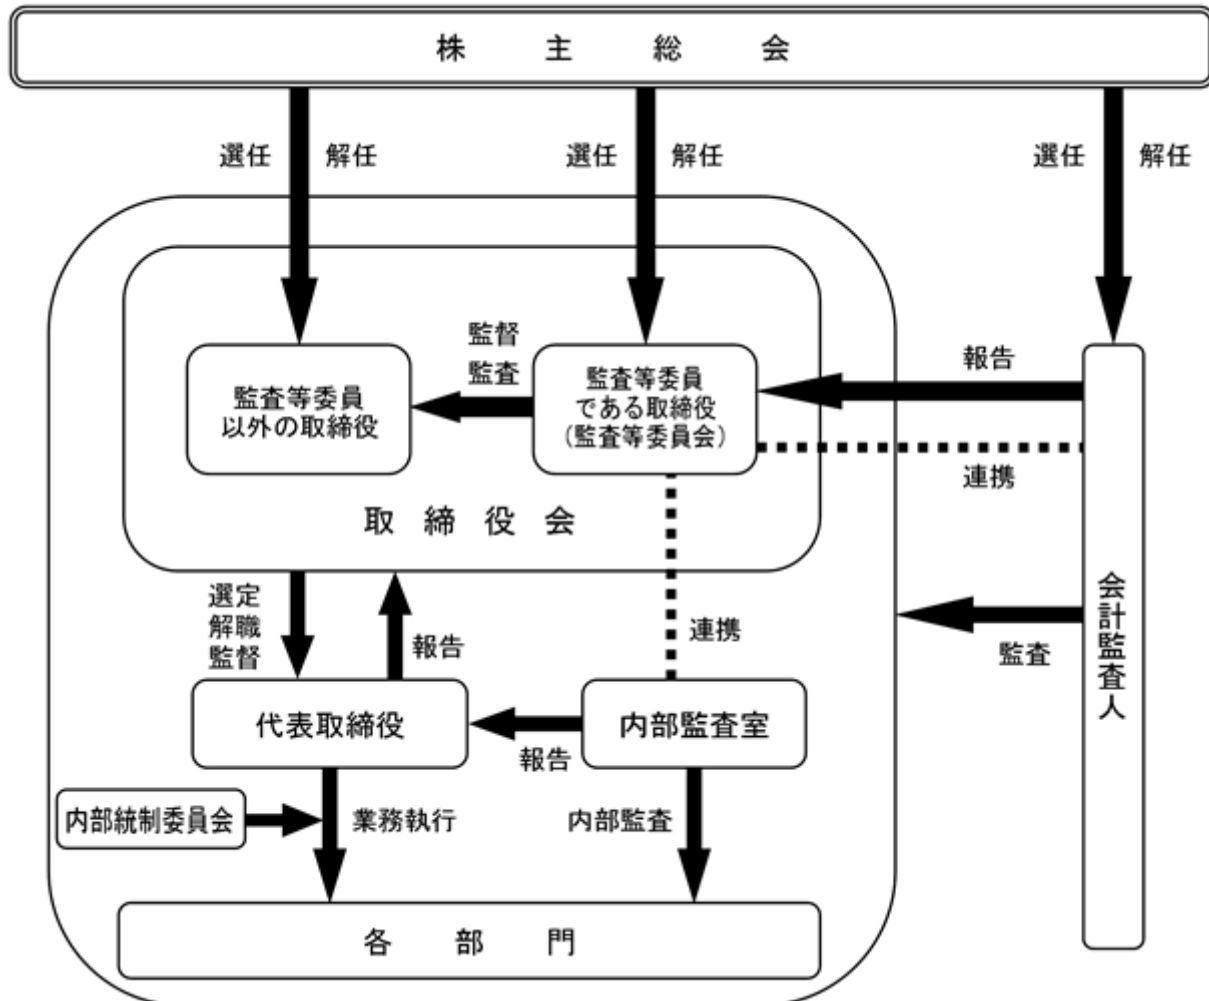 株主総会
選任
解任
選任
解任
選任
解任
監督
監査
報告
監査等委員
以外の取締役
監査等委員
である取締役
（監査等委員会）
連携
取締役会
選定
解職
監督
報告
連携
監査
会計監査人
代表取締役
報告
内部監査室
内部統制委員会
業務執行
内部監査
各部門